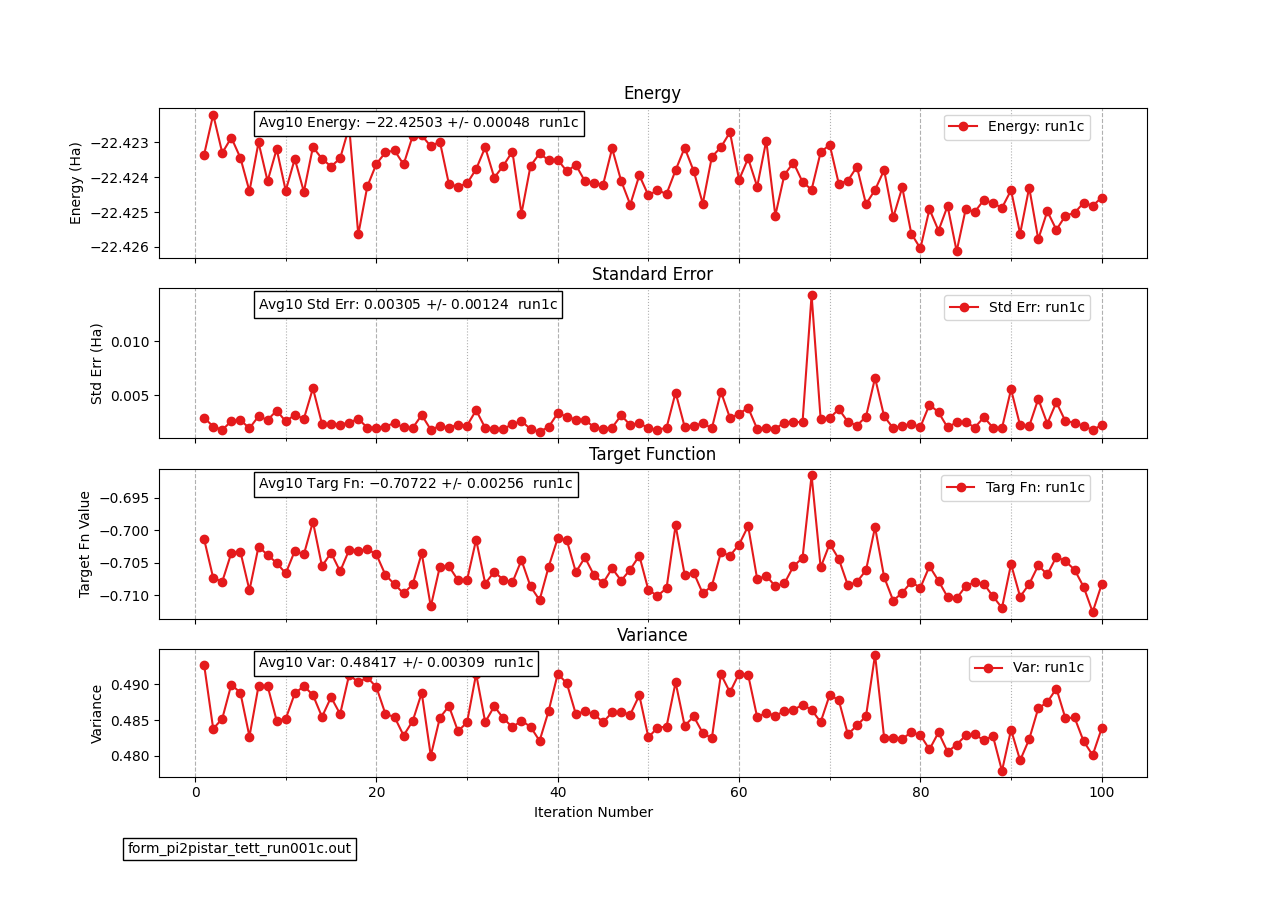 Energy
Avg10 Energy: −22.42503 +/- 0.00048 run1c
Energy: run1c
Energy (Ha)
−22.423
−22.424
−22.425
−22.426
Standard Error
Avg10 Std Err: 0.00305 +/- 0.00124 run1c
Std Err: run1c
Std Err (Ha)
0.010
0.005
Target Function
Avg10 Targ Fn: −0.70722 +/- 0.00256 run1c
Targ Fn: run1c
Target Fn Value
−0.695
−0.700
−0.705
−0.710
Variance
Avg10 Var: 0.48417 +/- 0.00309 run1c
Var: run1c
Variance
0.490
0.485
0.480
0 20 40 60 80 100
Iteration Number
form_pi2pistar_tett_run001c.out